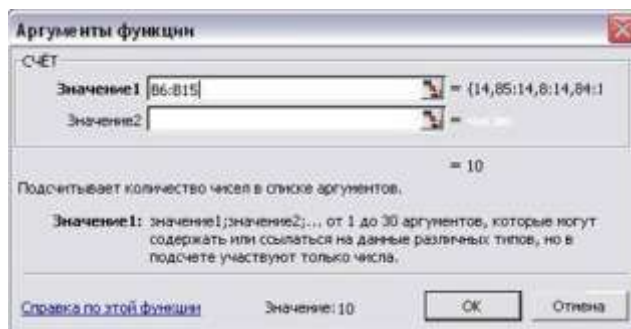 Аргументы функции
СЧЁТ
Значение1 B6:B15 = {14,85:14,8:14,84:1
Значение2 =
= 10
Подсчитывает количество чисел в списке аргументов.
Значение1: значение1;значение2;... от 1 до 30 аргументов, которые могут
содержать или ссылаться на данные различных типов, но в
подсчете участвуют только числа.
Справка по этой функции Значение:10 OK Отмена